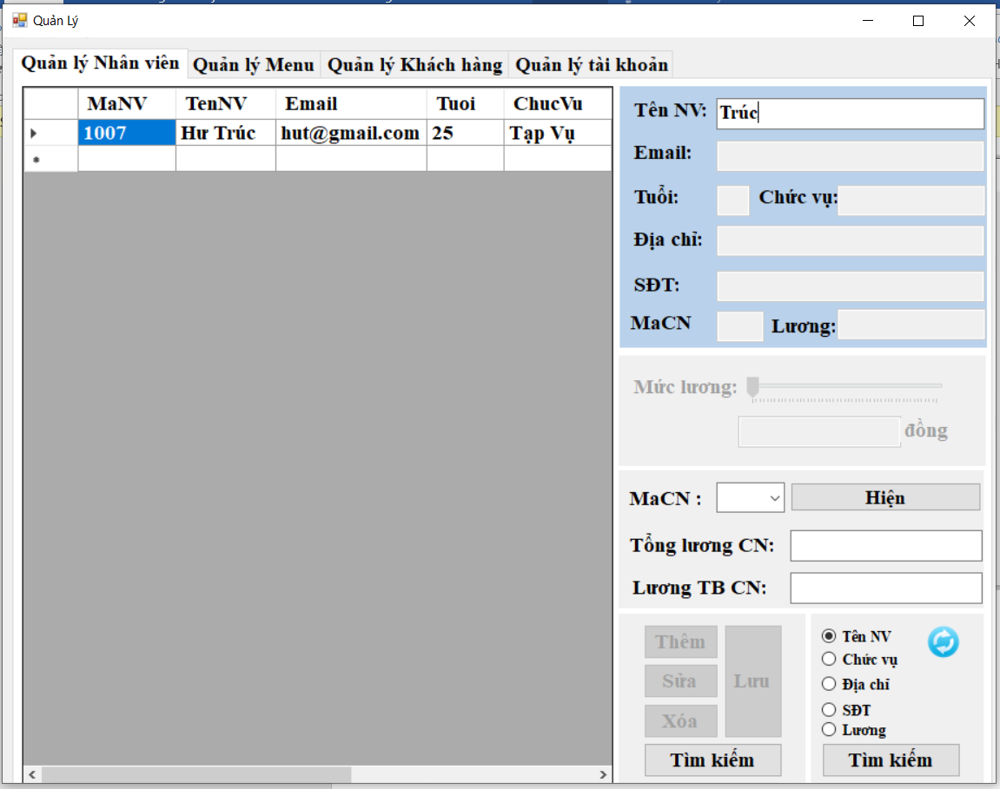 Quản Lý
Quản lý Nhân viên Quản lý Menu Quản lý Khách hàng Quản lý tài khoản
MaNV TenNV Email Tuoi ChucVu
1007 Hư Trúc hut@gmail.com 25 Tạp Vụ
Tên NV: Trúc
Email:
Tuổi: Chức vụ:
Địa chỉ:
SĐT:
MaCN Lương:
Mức lương:
đồng
MaCN : Hiện
Tổng lương CN:
Lương TB CN:
Thêm
Sửa
Xóa
Lưu
Tìm kiếm
Tên NV
Chức vụ
Địa chỉ
SĐT
Lương
Tìm kiếm